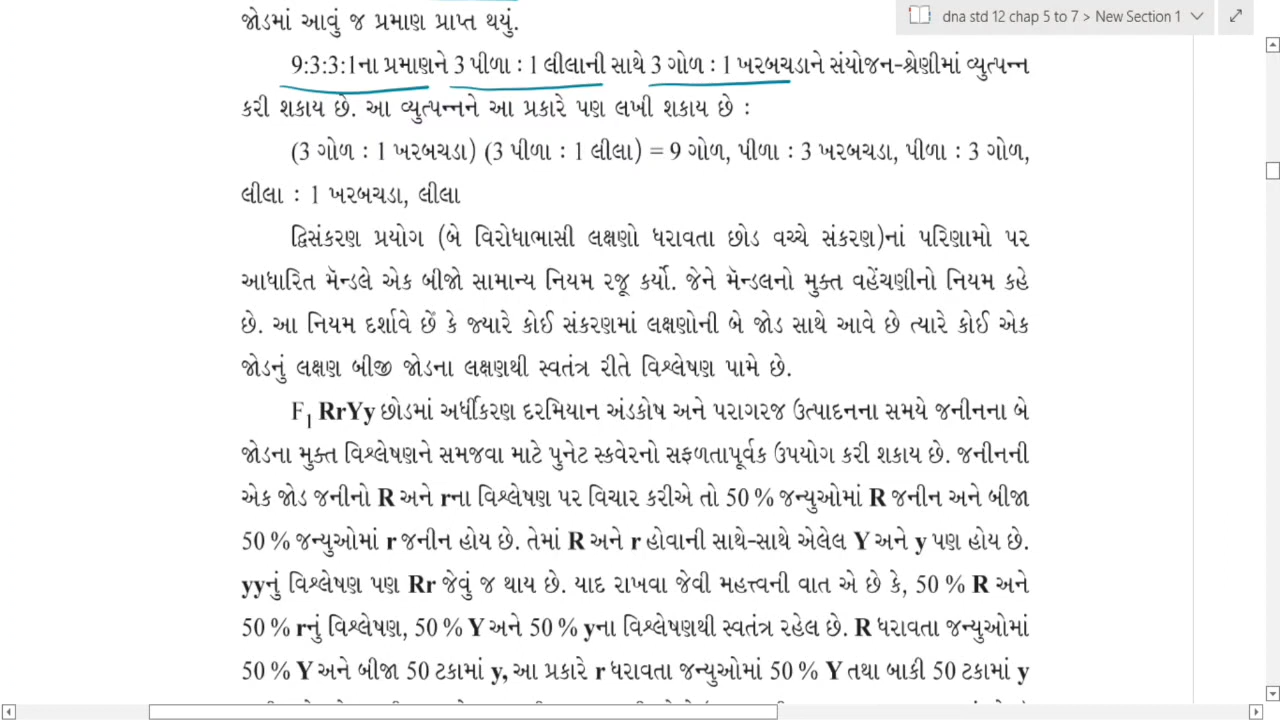 dna std 12 chap 5 to 7 > New Section 1
જોડમાં આવું જ પ્રમાણ પ્રાપ્ત થયું.
9:3:3:1ના પ્રમાણને 3 પીળા : 1 લીલાની સાથે 3 ગોળ : 1 ખરબચડાને સંયોજન-શ્રેણીમાં વ્યુત્પન્ન
કરી શકાય છે. આ વ્યુત્પન્નને આ પ્રકારે પણ લખી શકાય છે :
(3 ગોળ : 1 ખરબચડા) (3 પીળા : 1 લીલા) = 9 ગોળ, પીળા : 3 ખરબચડા, પીળા : 3 ગોળ,
લીલા : 1 ખરબચડા, લીલા
દ્વિસંકરણ પ્રયોગ (બે વિરોધાભાસી લક્ષણો ધરાવતા છોડ વચ્ચે સંકરણ)નાં પરિણામો પર
આધારિત મૅન્ડલે એક બીજો સામાન્ય નિયમ રજૂ કર્યો. જેને મૅન્ડલનો મુક્ત વહેંચણીનો નિયમ કહે
છે. આ નિયમ દર્શાવે છે કે જ્યારે કોઈ સંકરણમાં લક્ષણોની બે જોડ સાથે આવે છે ત્યારે કોઈ એક
જોડનું લક્ષણ બીજી જોડના લક્ષણથી સ્વતંત્ર રીતે વિશ્લેષણ પામે છે.
F₁ RrYy છોડમાં અર્ધીકરણ દરમિયાન અંડકોષ અને પરાગરજ ઉત્પાદનના સમયે જનીનના બે
જોડના મુક્ત વિશ્લેષણને સમજવા માટે પુનેટ સ્કવેરનો સફળતાપૂર્વક ઉપયોગ કરી શકાય છે. જનીનની
એક જોડ જનીનો R અને rના વિશ્લેષણ પર વિચાર કરીએ તો 50 % જન્યુઓમાં R જનીન અને બીજા
50 % જન્યુઓમાં r જનીન હોય છે. તેમાં R અને r હોવાની સાથે-સાથે એલેલ Y અને y પણ હોય છે.
yyનું વિશ્લેષણ પણ Rr જેવું જ થાય છે. યાદ રાખવા જેવી મહત્ત્વની વાત એ છે કે, 50 % R અને
50 % rનું વિશ્લેષણ, 50 % Y અને 50 % yના વિશ્લેષણથી સ્વતંત્ર રહેલ છે. R ધરાવતા જન્યુઓમાં
50 % Y અને બીજા 50 ટકામાં y, આ પ્રકારે r ધરાવતા જન્યુઓમાં 50 % Y તથા બાકી 50 ટકામાં y